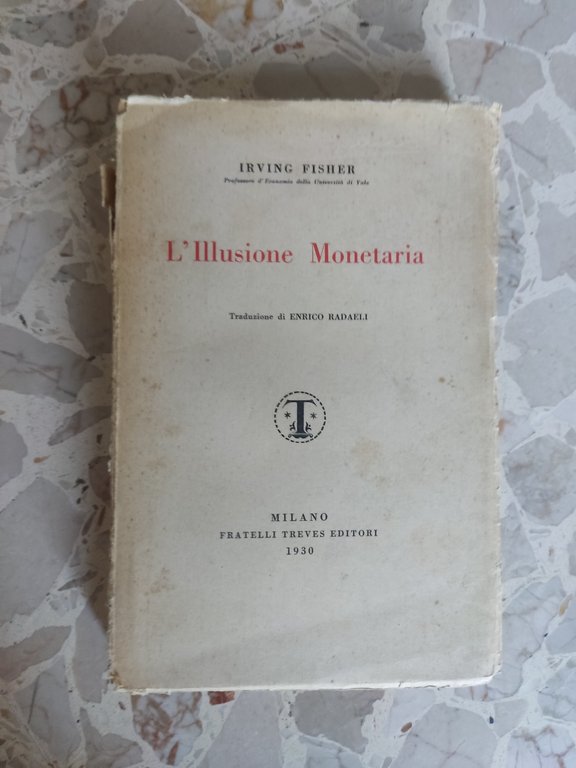 IRVING FISHER
Professore d'Economia della Università di Yale
L'Illusione Monetaria
Traduzione di ENRICO RADAELI
T
MILANO
FRATELLI TREVES EDITORI
1930